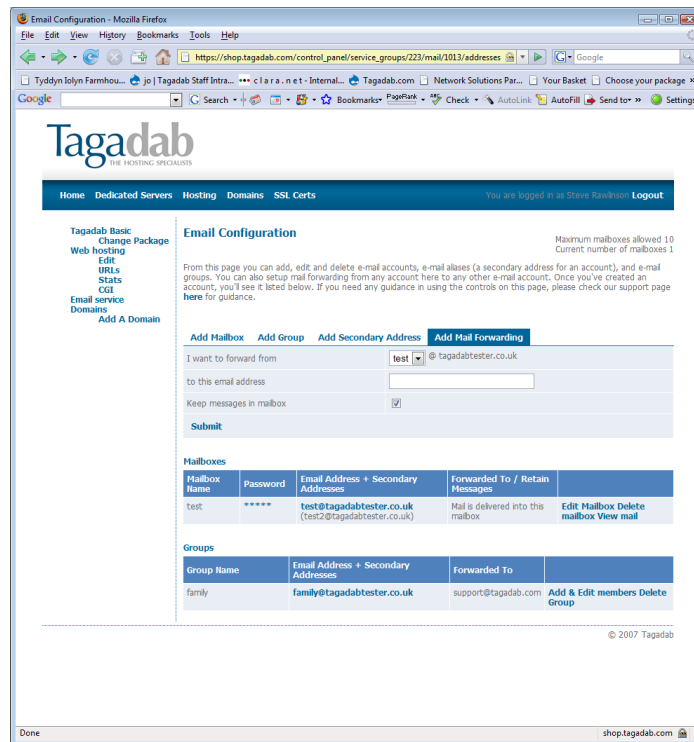 Email Configuration - Mozilla Firefox
File Edit View History Bookmarks Tools Help
https://shop.tagadab.com/control_panel/service_groups/223/mail/1013/addresses
Google
Tyddyn Iolyn Farmhou... jo | Tagadab Staff Intra... c l a r a . n e t - Internal... Tagadab.com Network Solutions Par... Your Basket Choose your package
Google Search Bookmarks PageRank Check AutoLink AutoFill Send to Settings
Tagadab
THE HOSTING SPECIALISTS
Home Dedicated Servers Hosting Domains SSL Certs You are logged in as Steve Rawlinson Logout
Tagadab Basic
Change Package
Web hosting
Edit
URLs
Stats
CGI
Email service
Domains
Add A Domain
Email Configuration
Maximum mailboxes allowed 10
Current number of mailboxes 1
From this page you can add, edit and delete e-mail accounts, e-mail aliases (a secondary address for an account), and e-mail
groups. You can also setup mail forwarding from any account here to any other e-mail account. Once you've created an
account, you'll see it listed below. If you need any guidance in using the controls on this page, please check our support page
here for guidance.
Add Mailbox Add Group Add Secondary Address Add Mail Forwarding
I want to forward from test @ tagadabtester.co.uk
to this email address
Keep messages in mailbox
Submit
Mailboxes
Mailbox Name Password Email Address + Secondary Addresses Forwarded To / Retain Messages
test ***** test@tagadabtester.co.uk Mail is delivered into this Edit Mailbox Delete
(test2@tagadabtester.co.uk) mailbox mailbox View mail
Groups
Group Name Email Address + Secondary Addresses Forwarded To
family family@tagadabtester.co.uk support@tagadab.com Add & Edit members Delete
Group
© 2007 Tagadab
Done shop.tagadab.com